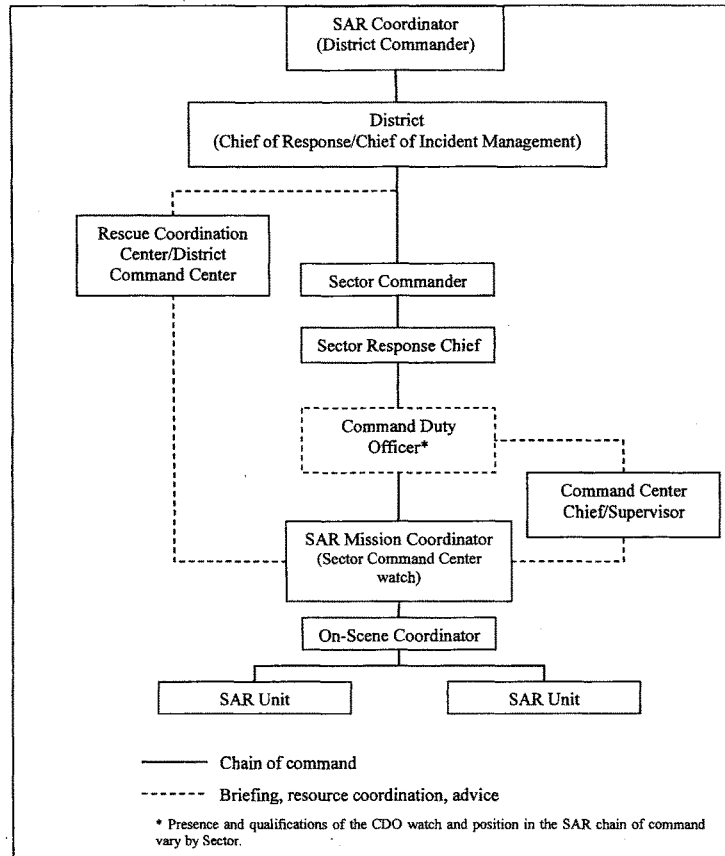 SAR Coordinator
(District Commander)
District
(Chief of Response/Chief of Incident Management)
Rescue Coordination
Center/District
Command Center
Sector Commander
Sector Response Chief
Command Duty
Officer*
Command Center
Chief/Supervisor
SAR Mission Coordinator
(Sector Command Center
watch)
On-Scene Coordinator
SAR Unit
SAR Unit
Chain of command
Briefing, resource coordination, advice
* Presence and qualifications of the CDO watch and position in the SAR chain of command
vary by Sector.